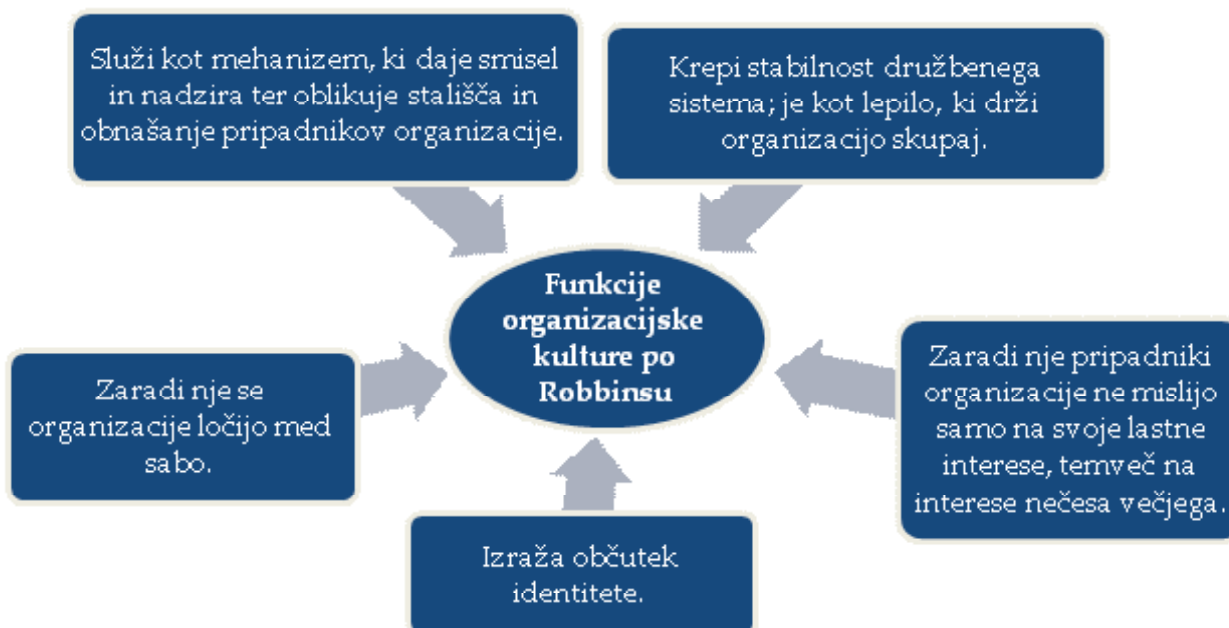 Služi kot mehanizem, ki daje smisel
in nadzira ter oblikuje stališča in
obnašanje pripadnikov organizacije.
Krepi stabilnost družbenega
sistema; je kot lepilo, ki drži
organizacijo skupaj.
Funkcije
organizacijske
kulture po
Robbinsu
Zaradi nje se
organizacije ločijo med
sabo.
Zaradi nje pripadniki
organizacije ne mislijo
samo na svoje lastne
interese, temveč na
interese nečesa večjega.
Izraža občutek
identitete.